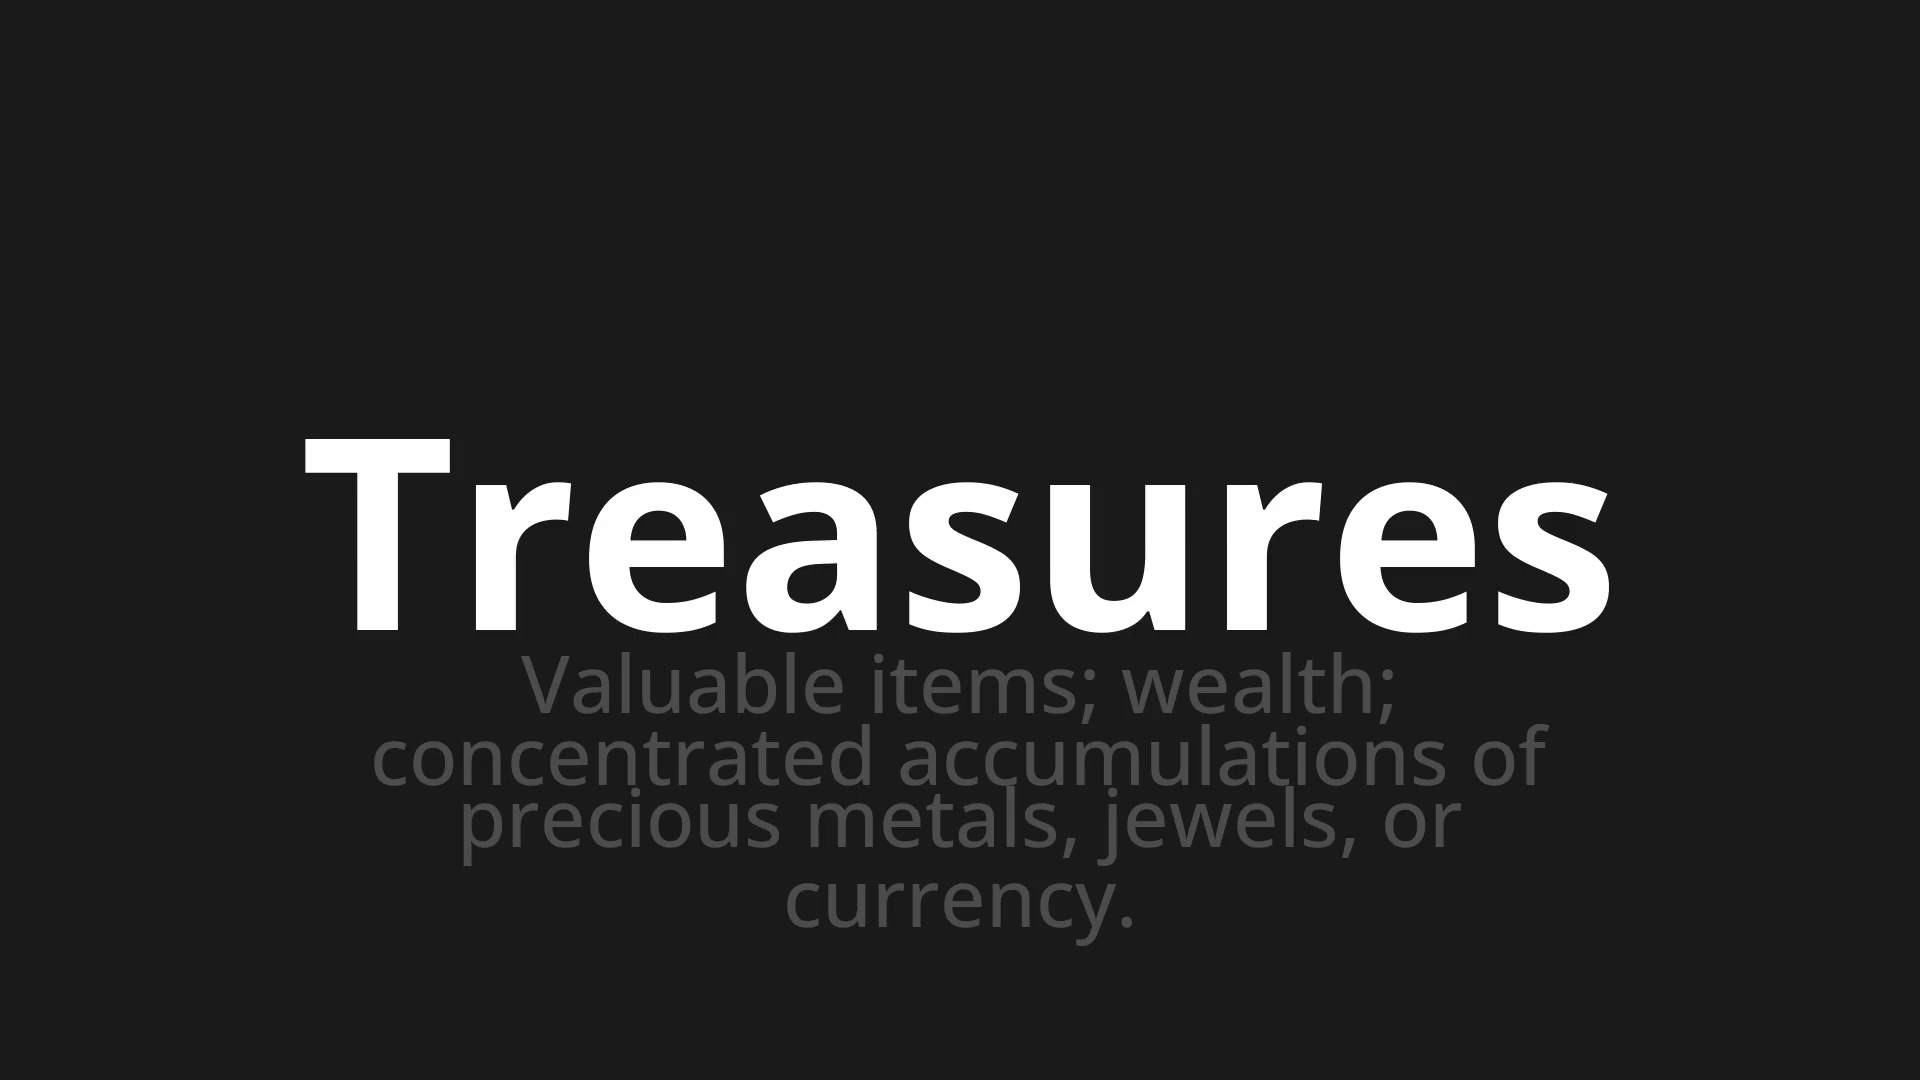 Treasures
Valuable items; wealth;
concentrated accumulations of
precious metals, jewels, or
currency.